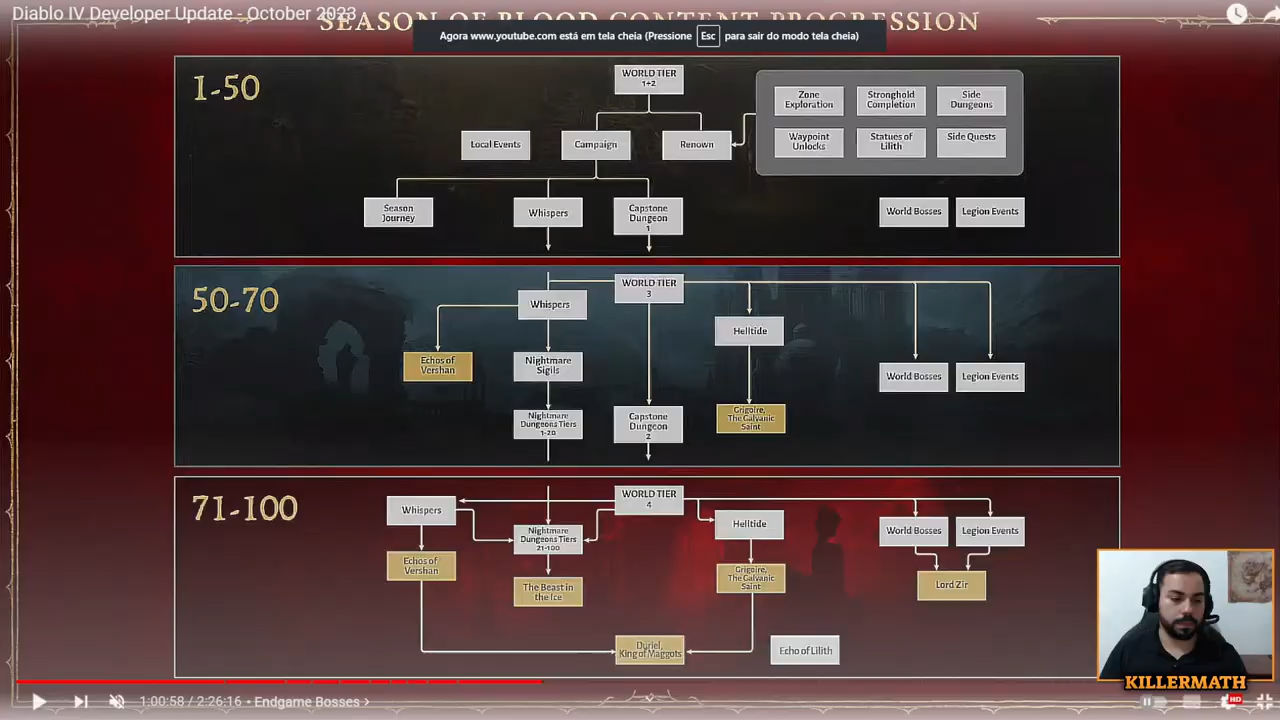 Diablo IV Developer Update - October 2023
SEASON OF BLOOD CONTENT PROGRESSION
Agora www.youtube.com está em tela cheia (Pressione Esc para sair do modo tela cheia)
1-50
WORLD TIER
1+2
Zone
Exploration
Stronghold
Completion
Side
Dungeons
Local Events
Campaign
Renown
Waypoint
Unlocks
Statues of
Lilith
Side Quests
Season
Journey
Whispers
Capstone
Dungeon
1
World Bosses
Legion Events
50-70
WORLD TIER
3
Whispers
Helltide
Echos of
Vershan
Nightmare
Sigils
World Bosses
Legion Events
Nightmare
Dungeons Tiers
1-20
Capstone
Dungeon
2
Grigoire,
The Galvanic
Saint
71-100
WORLD TIER
4
Whispers
Nightmare
Dungeons Tiers
21-100
Helltide
World Bosses
Legion Events
Echos of
Vershan
The Beast in
the Ice
Grigoire,
The Galvanic
Saint
Lord Zir
Duriel,
King of Maggots
Echo of Lilith
KILLERMATH
1:00:58 / 2:26:16 • Endgame Bosses >
HD